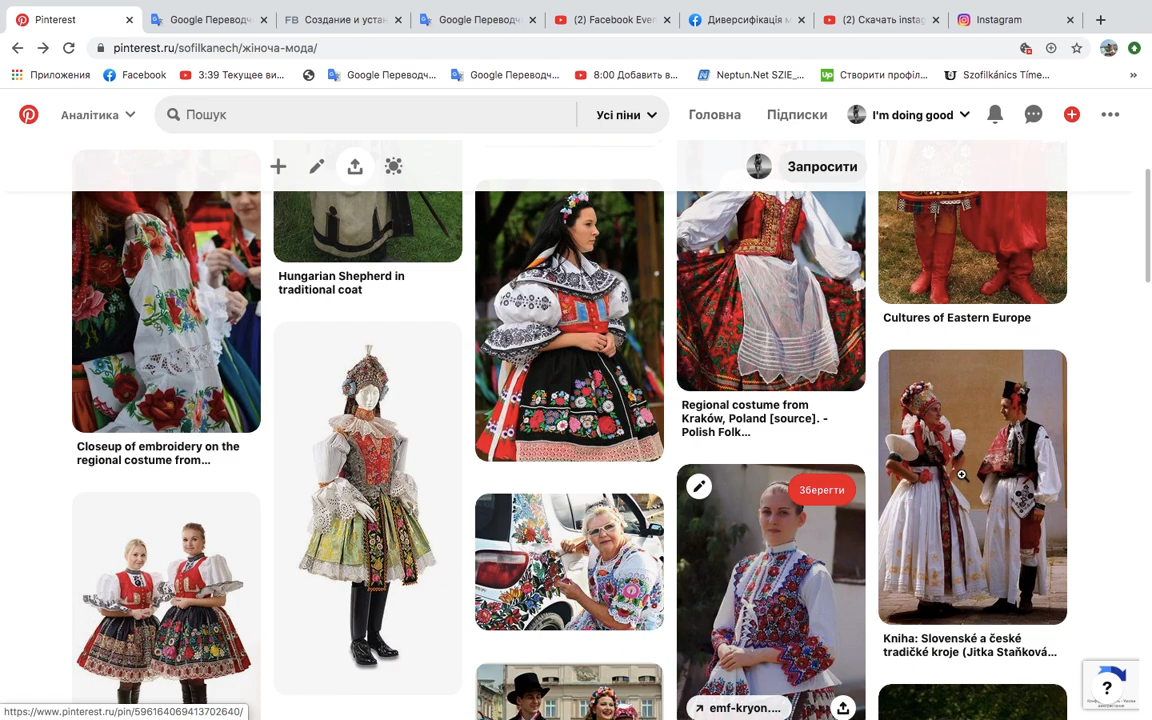 Pinterest
Google Переводч
Создание и устан
Google Переводч
(2) Facebook Ever
Диверсифікація м
(2) Скачать instag
Instagram
pinterest.ru/sofilkanech/жіноча-мода/
Приложения
Facebook
3:39 Текущее ви...
Google Переводч...
Google Переводч...
8:00 Добавить в...
Neptun.Net SZIE_...
Створити профіл...
Szofilkánics Tíme...
Аналітика
Пошук
Усі піни
Головна
Підписки
I'm doing good
Запросити
Hungarian Shepherd in
traditional coat
Cultures of Eastern Europe
Regional costume from
Kraków, Poland [source]. -
Polish Folk...
Closeup of embroidery on the
regional costume from...
Зберегти
emf-kryon....
Kniha: Slovenské a české
tradičké kroje (Jitka Staňková...
?
https://www.pinterest.ru/pin/596164069413702640/